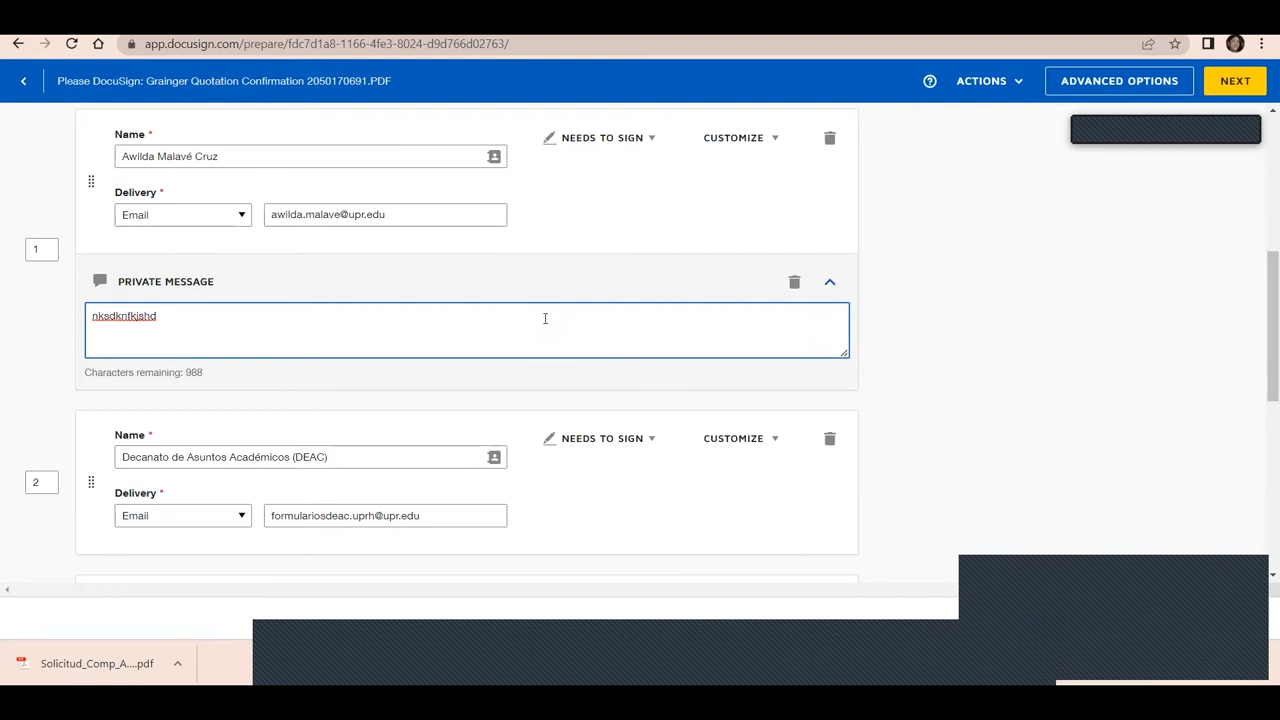 app.docusign.com/prepare/fdc7d1a8-1166-4fe3-8024-d9d766d02763/
Please DocuSign: Grainger Quotation Confirmation 2050170691.PDF
ACTIONS
ADVANCED OPTIONS
NEXT
Name *
NEEDS TO SIGN
CUSTOMIZE
Awilda Malavé Cruz
Delivery *
Email
awilda.malave@upr.edu
1
PRIVATE MESSAGE
nksdknfkjshd
Characters remaining: 988
Name *
NEEDS TO SIGN
CUSTOMIZE
Decanato de Asuntos Académicos (DEAC)
2
Delivery *
Email
formulariosdeac.uprh@upr.edu
Solicitud_Comp_A....pdf